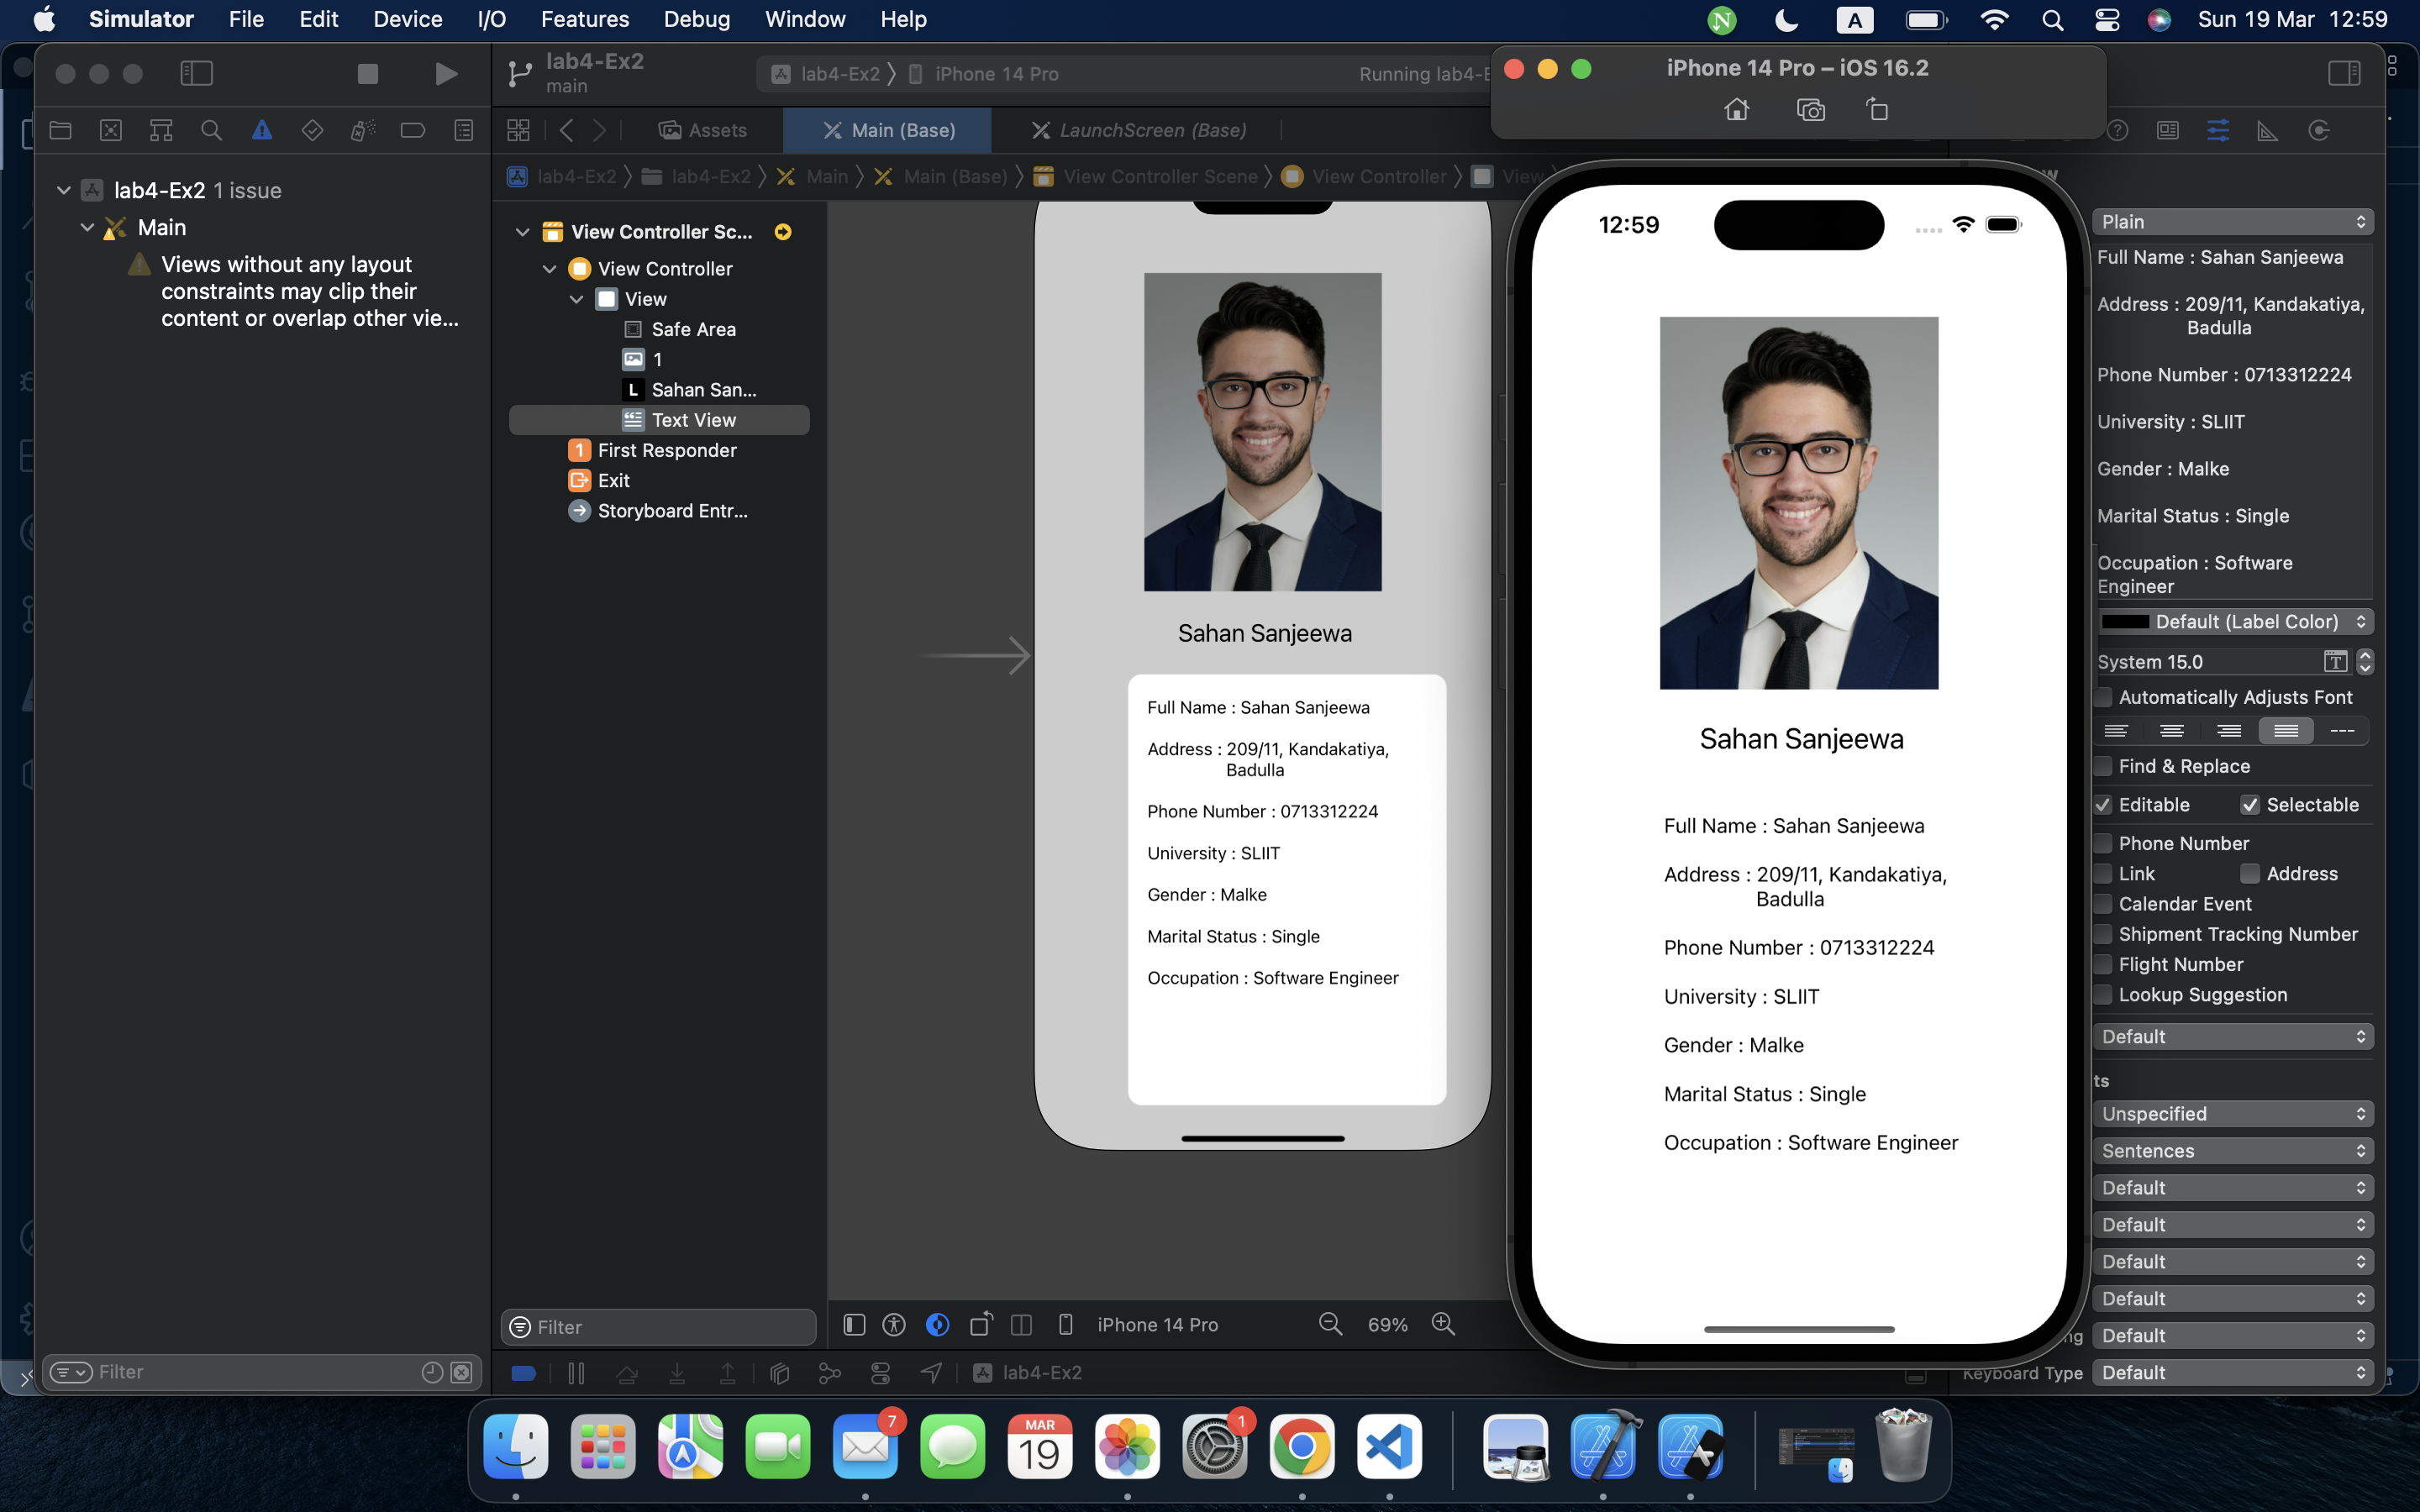 Simulator File Edit Device I/O Features Debug Window Help
N A Sun 19 Mar 12:59
lab4-Ex2
main
lab4-Ex2 iPhone 14 Pro
Running lab4-E
iPhone 14 Pro – iOS 16.2
Assets
Main (Base)
LaunchScreen (Base)
lab4-Ex2 lab4-Ex2 Main Main (Base) View Controller Scene View Controller View
lab4-Ex2 1 issue
Main
Views without any layout
constraints may clip their
content or overlap other vie...
View Controller Sc...
View Controller
View
Safe Area
1
L Sahan San...
Text View
1 First Responder
Exit
Storyboard Entr...
Filter
Filter
Sahan Sanjeewa
Full Name : Sahan Sanjeewa
Address : 209/11, Kandakatiya,
Badulla
Phone Number : 0713312224
University : SLIIT
Gender : Malke
Marital Status : Single
Occupation : Software Engineer
iPhone 14 Pro
69%
lab4-Ex2
12:59
Sahan Sanjeewa
Full Name : Sahan Sanjeewa
Address : 209/11, Kandakatiya,
Badulla
Phone Number : 0713312224
University : SLIIT
Gender : Malke
Marital Status : Single
Occupation : Software Engineer
w
Plain
Full Name : Sahan Sanjeewa
Address : 209/11, Kandakatiya,
Badulla
Phone Number : 0713312224
University : SLIIT
Gender : Malke
Marital Status : Single
Occupation : Software
Engineer
Default (Label Color)
System 15.0
T
Automatically Adjusts Font
Find & Replace
Editable Selectable
Phone Number
Link Address
Calendar Event
Shipment Tracking Number
Flight Number
Lookup Suggestion
Default
ts
Unspecified
Sentences
Default
Default
Default
Default
ng Default
Keyboard Type Default
7
MAR
19
1